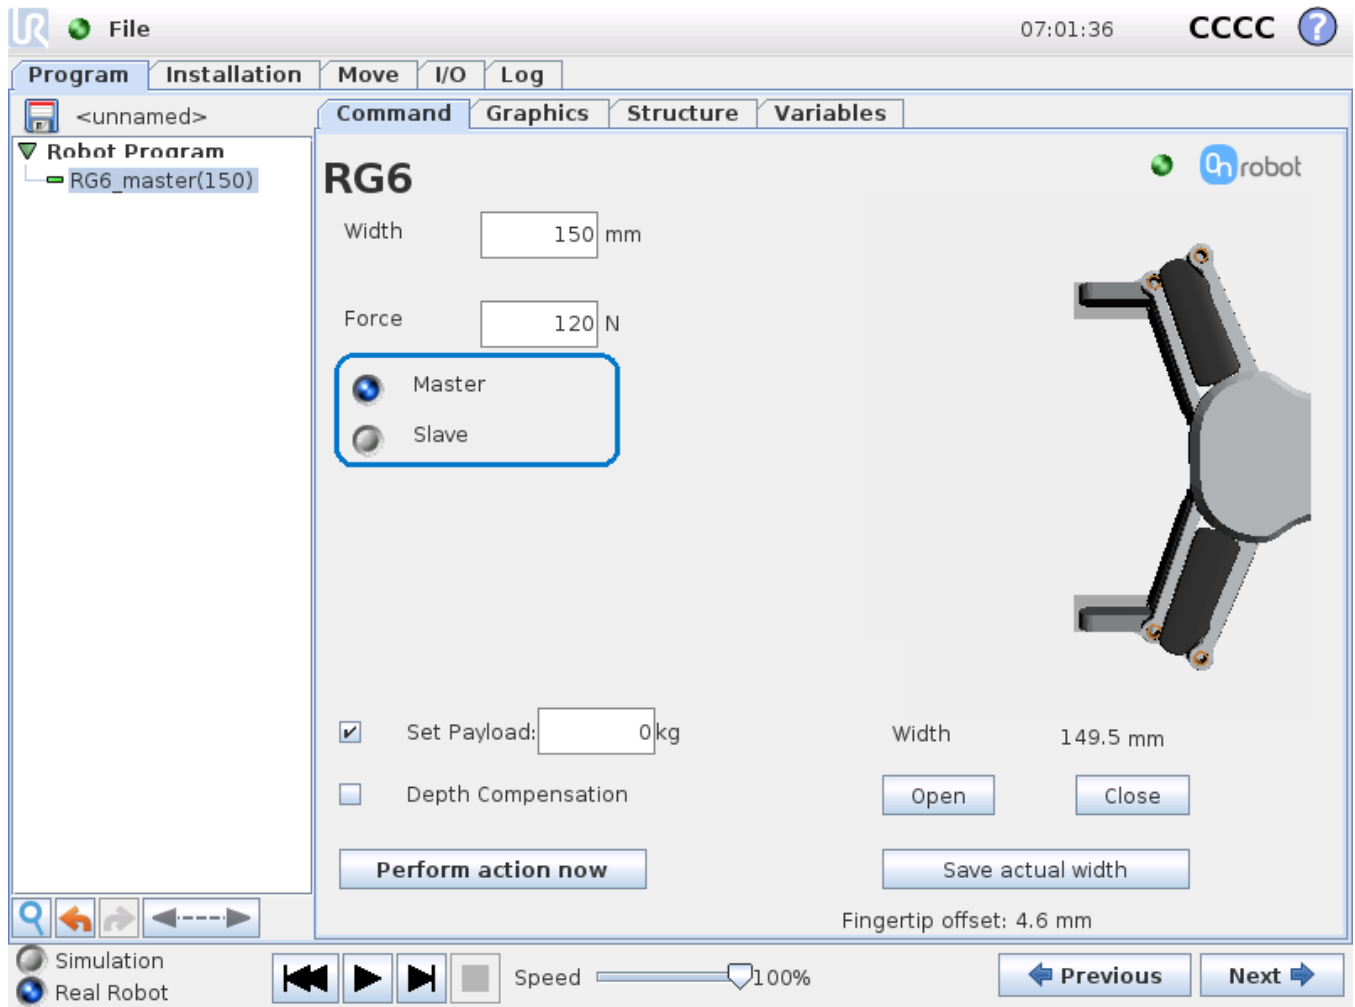 UR File 07:01:36 CCCC ?
Program Installation Move I/O Log
<unnamed> Command Graphics Structure Variables
Robot Program
RG6_master(150)
RG6
On robot
Width 150 mm
Force 120 N
Master
Slave
Set Payload: 0 kg
Width 149.5 mm
Depth Compensation
Open Close
Perform action now
Save actual width
Fingertip offset: 4.6 mm
Simulation
Real Robot
Speed 100%
Previous Next